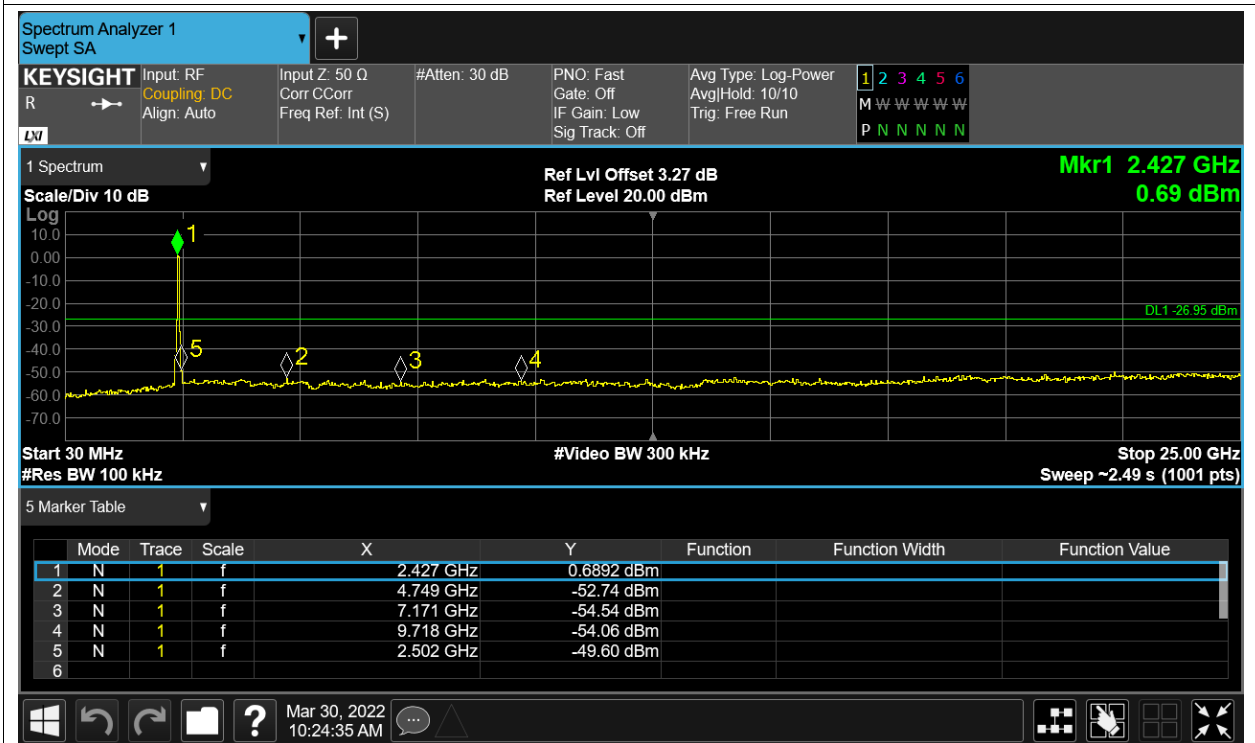 Spectrum Analyzer 1
Swept SA
KEYSIGHT Input: RF Input Z: 50 Ω #Atten: 30 dB PNO: Fast Avg Type: Log-Power 1 2 3 4 5 6
R Coupling: DC Corr CCorr Gate: Off Avg|Hold: 10/10 M W W W W W
Align: Auto Freq Ref: Int (S) IF Gain: Low Trig: Free Run
LXI Sig Track: Off P N N N N N
1 Spectrum Ref Lvl Offset 3.27 dB Mkr1 2.427 GHz
Scale/Div 10 dB Ref Level 20.00 dBm 0.69 dBm
Log
10.0 1
0.00
-10.0
-20.0
DL1 -26.95 dBm
-30.0
-40.0 5 2 3 4
-50.0
-60.0
-70.0
Start 30 MHz #Video BW 300 kHz Stop 25.00 GHz
#Res BW 100 kHz Sweep ~2.49 s (1001 pts)
5 Marker Table
Mode Trace Scale X Y Function Function Width Function Value
1 N 1 f 2.427 GHz 0.6892 dBm
2 N 1 f 4.749 GHz -52.74 dBm
3 N 1 f 7.171 GHz -54.54 dBm
4 N 1 f 9.718 GHz -54.06 dBm
5 N 1 f 2.502 GHz -49.60 dBm
6
? Mar 30, 2022
10:24:35 AM